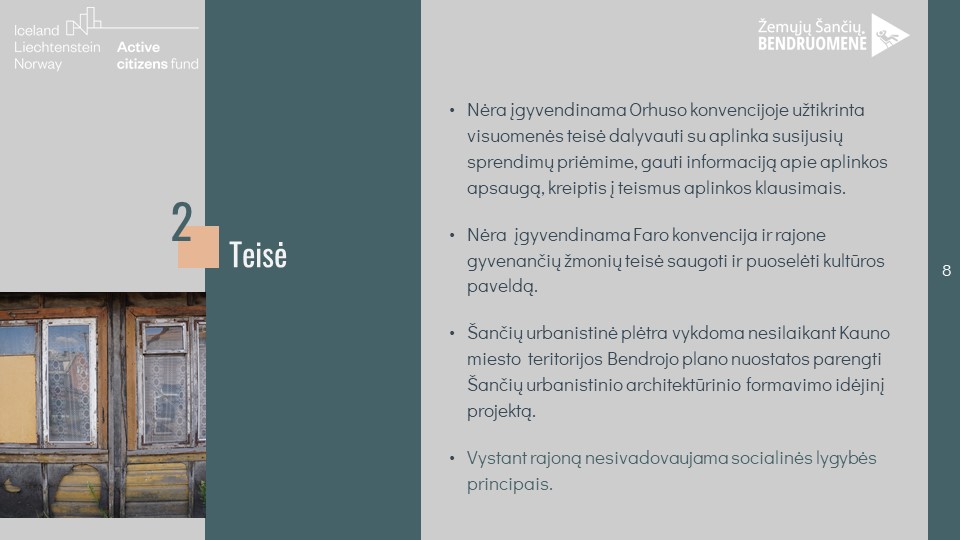 Iceland
Liechtenstein
Norway
Active
citizens fund
Žemųjų Šančių
BENDRUOMENĖ
2
Teisė
• Nėra įgyvendinama Orhuso konvencijoje užtikrinta
visuomenės teisė dalyvauti su aplinka susijusių
sprendimų priėmime, gauti informaciją apie aplinkos
apsaugą, kreiptis į teismus aplinkos klausimais.
• Nėra įgyvendinama Faro konvencija ir rajone
gyvenančių žmonių teisė saugoti ir puoselėti kultūros
paveldą.
• Šančių urbanistinė plėtra vykdoma nesilaikant Kauno
miesto teritorijos Bendrojo plano nuostatos parengti
Šančių urbanistinio architektūrinio formavimo idėjinį
projektą.
• Vystant rajoną nesivadovaujama socialinės lygybės
principais.
8